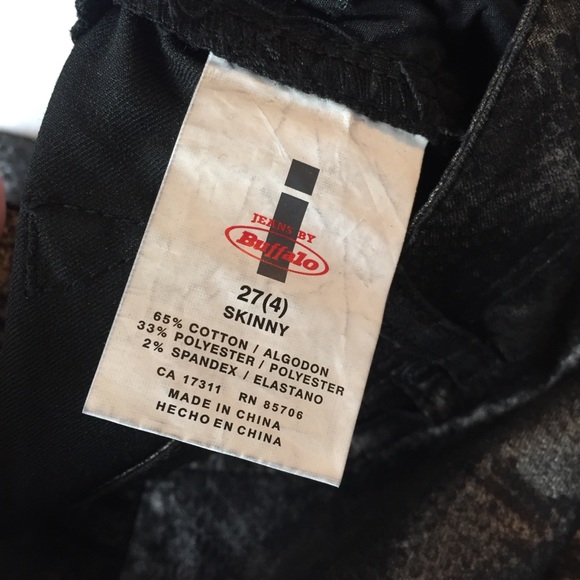 JEANS BY
Buffalo
27(4)
SKINNY
65% COTTON / ALGODON
33% POLYESTER / POLYESTER
2% SPANDEX / ELASTANO
CA 17311 RN 85706
MADE IN CHINA
HECHO EN CHINA